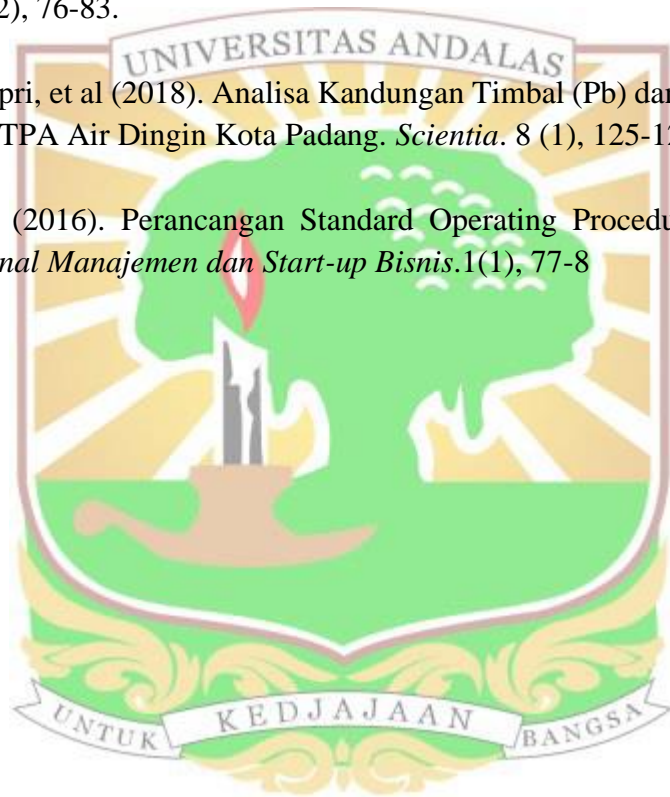 2), 76-83.
UNIVERSITAS ANDALAS
pri, et al (2018). Analisa Kandungan Timbal (Pb) dan
TPA Air Dingin Kota Padang. Scientia. 8 (1), 125-12
(2016). Perancangan Standard Operating Procedu
nal Manajemen dan Start-up Bisnis.1(1), 77-8
UNTUK KEDJAJAAN BANGSA